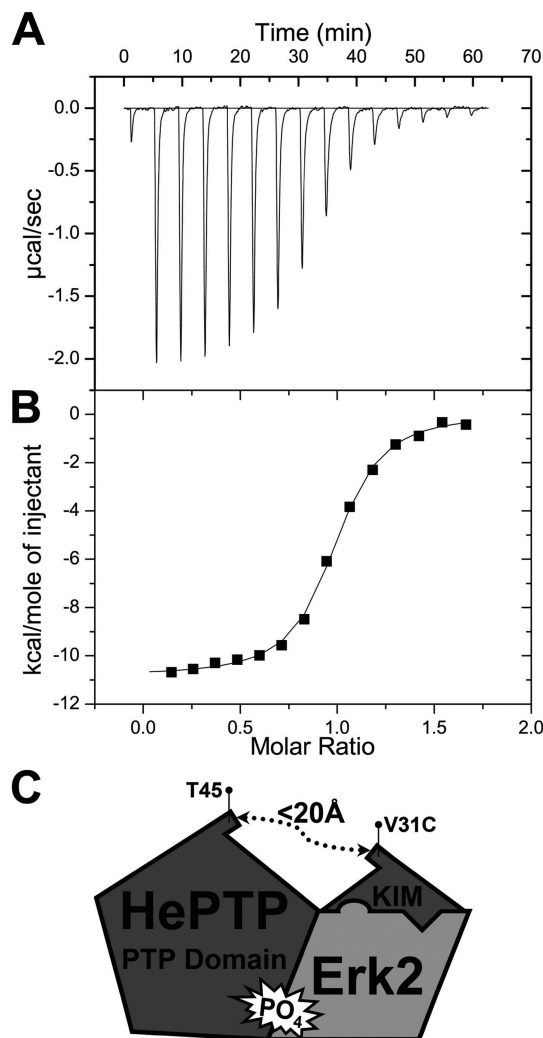 A
Time (min)
0 10 20 30 40 50 60 70
0.0
-0.5
-1.0
-1.5
-2.0
µcal/sec
B
0
-2
-4
-6
-8
-10
-12
kcal/mole of injectant
0.0 0.5 1.0 1.5 2.0
Molar Ratio
C
T45
<20Å
V31C
KIM
HePTP
PTP Domain
Erk2
PO4